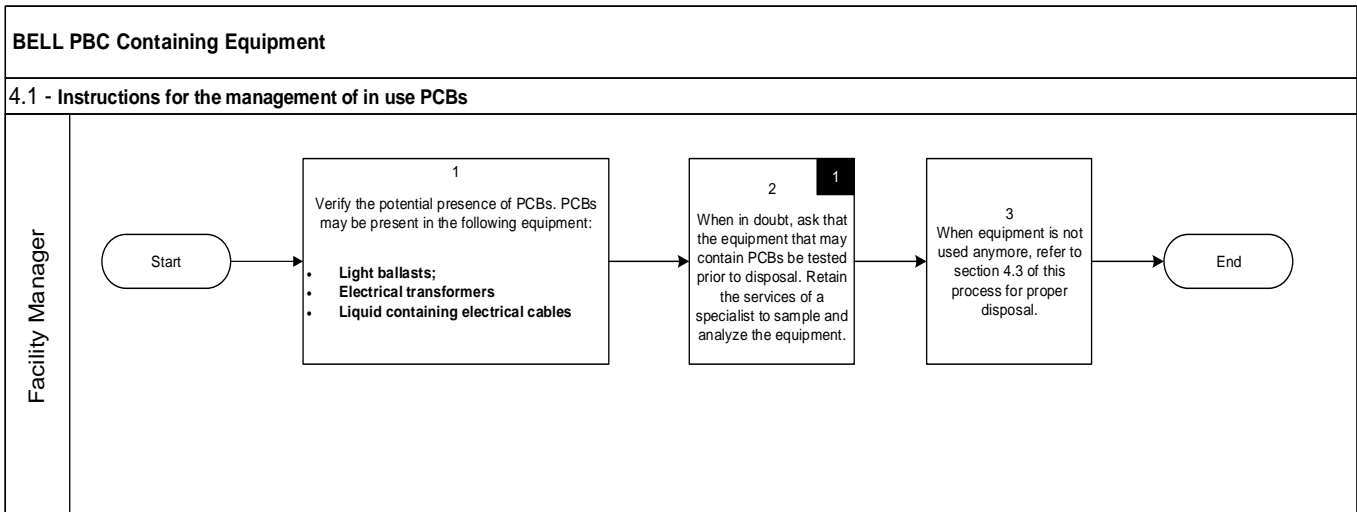 BELL PBC Containing Equipment
4.1 - Instructions for the management of in use PCBs
Facility Manager
Start
1
Verify the potential presence of PCBs. PCBs
may be present in the following equipment:
• Light ballasts;
• Electrical transformers
• Liquid containing electrical cables
1
2
When in doubt, ask that
the equipment that may
contain PCBs be tested
prior to disposal. Retain
the services of a
specialist to sample and
analyze the equipment.
3
When equipment is not
used anymore, refer to
section 4.3 of this
process for proper
disposal.
End